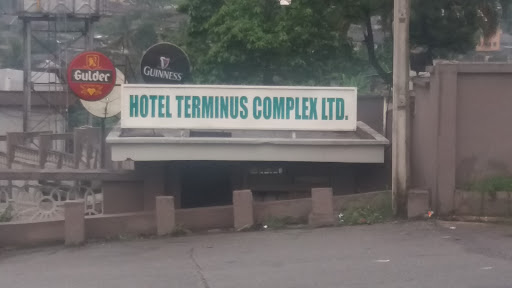 Gulder
GUINNESS
HOTEL TERMINUS COMPLEX LTD.